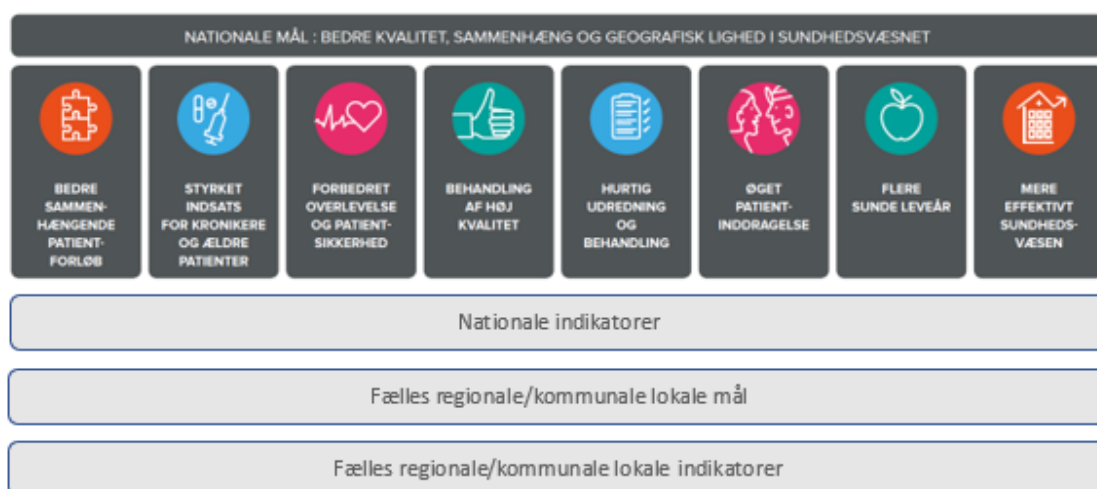 NATIONALE MÅL : BEDRE KVALITET, SAMMENHÆNG OG GEOGRAFISK LIGHED I SUNDHEDSVÆSNET
BEDRE
SAMMEN-
HÆNGENDE
PATIENT-
FORLØB
STYRKET
INDSATS
FOR KRONIKERE
OG ÆLDRE
PATIENTER
FORBEDRET
OVERLEVELSE
OG PATIENT-
SIKKERHED
BEHANDLING
AF HØJ
KVALITET
HURTIG
UDREDNING
OG
BEHANDLING
ØGET
PATIENT-
INDDRAGELSE
FLERE
SUNDE LEVEÅR
MERE
EFFEKTIVT
SUNDHEDS-
VÆSEN
Nationale indikatorer
Fælles regionale/kommunale lokale mål
Fælles regionale/kommunale lokale indikatorer